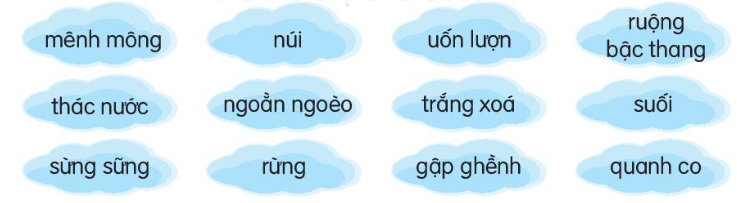 mênh mông
núi
uốn lượn
ruộng
bậc thang
thác nước
ngoằn ngoèo
trắng xoá
suối
sừng sững
rừng
gập ghềnh
quanh co